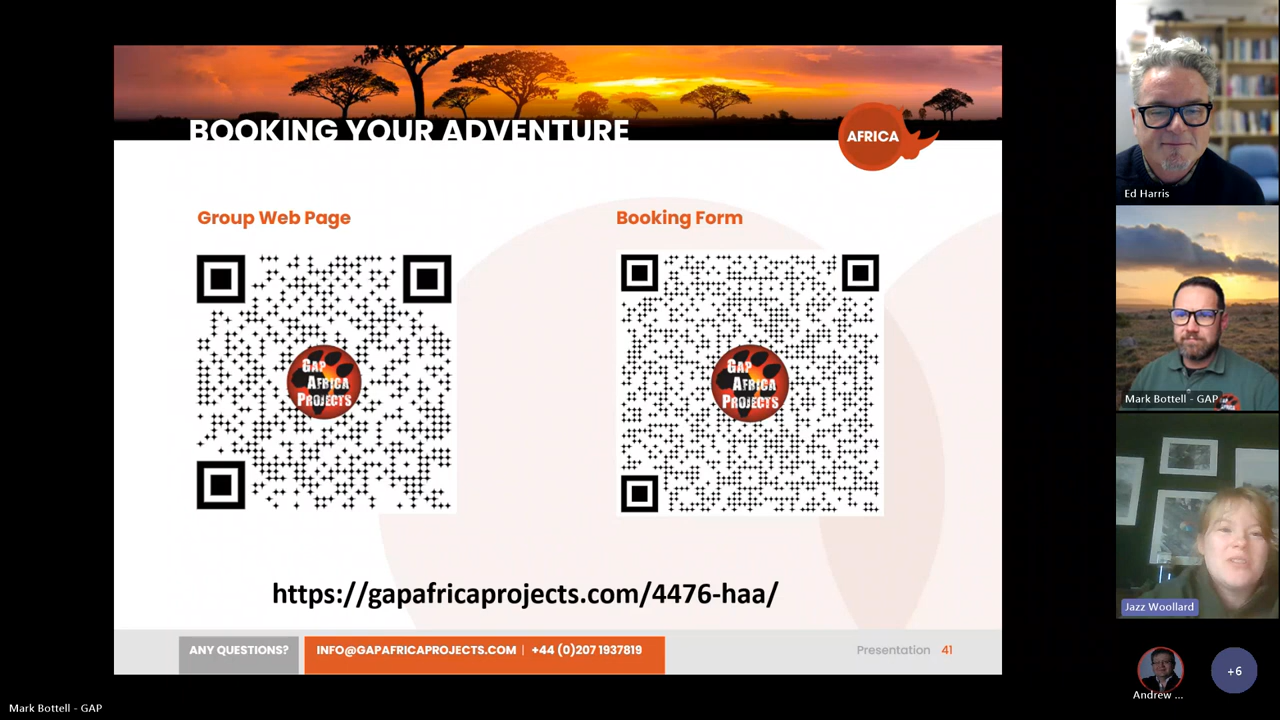 BOOKING YOUR ADVENTURE
AFRICA
Group Web Page
Booking Form
GAP
AFRICA
PROJECTS
GAP
AFRICA
PROJECTS
https://gapafricaprojects.com/4476-haa/
ANY QUESTIONS?
INFO@GAPAFRICAPROJECTS.COM | +44 (0)207 1937819
Presentation 41
Ed Harris
Mark Bottell - GAP
Jazz Woollard
Andrew ...
+6
Mark Bottell - GAP